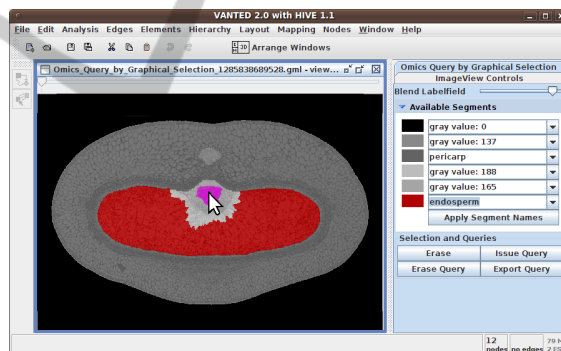 VANTED 2.0 with HIVE 1.1
File Edit Analysis Edges Elements Hierarchy Layout Mapping Nodes Window Help
Arrange Windows
Omics_Query_by_Graphical_Selection_1285838689528.gml - view...
Omics Query by Graphical Selection
ImageView Controls
Blend Labelfield
Available Segments
gray value: 0
gray value: 137
pericarp
gray value: 188
gray value: 165
endosperm
Apply Segment Names
Selection and Queries
Erase Issue Query
Erase Query Export Query
12 79 M
nodes no edges 2 ES